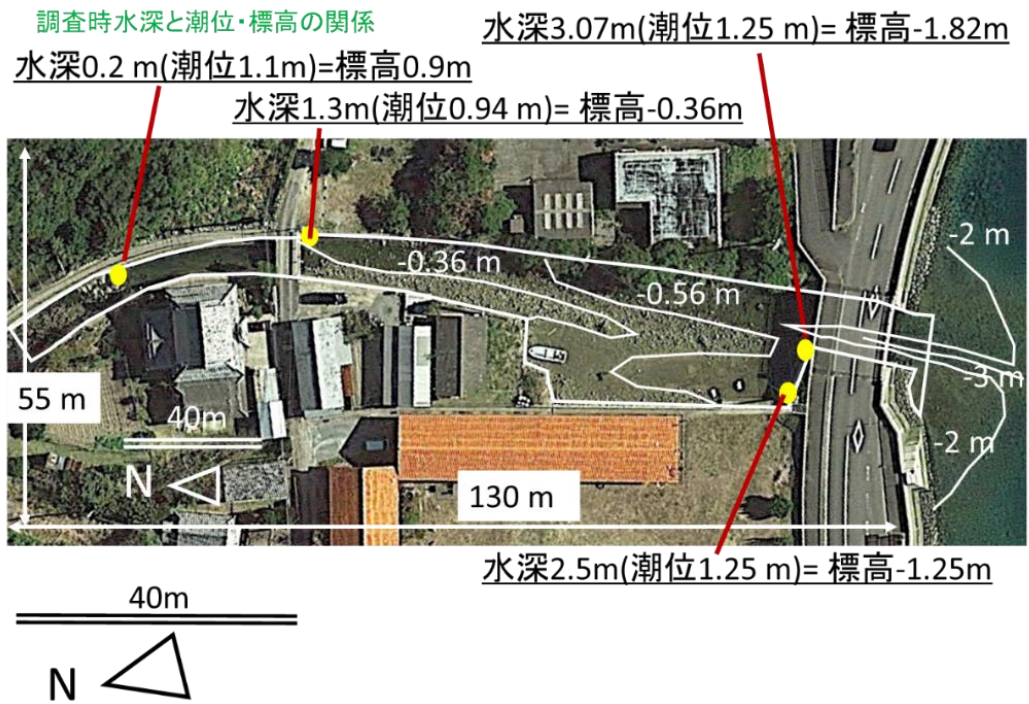 調査時水深と潮位・標高の関係
水深3.07m(潮位1.25 m)= 標高-1.82m
水深0.2 m(潮位1.1m)=標高0.9m
水深1.3m(潮位0.94 m)= 標高-0.36m
-2 m
-0.36 m
-0.56 m
-3 m
55 m
40m
-2 m
N
130 m
水深2.5m(潮位1.25 m)= 標高-1.25m
40m
N